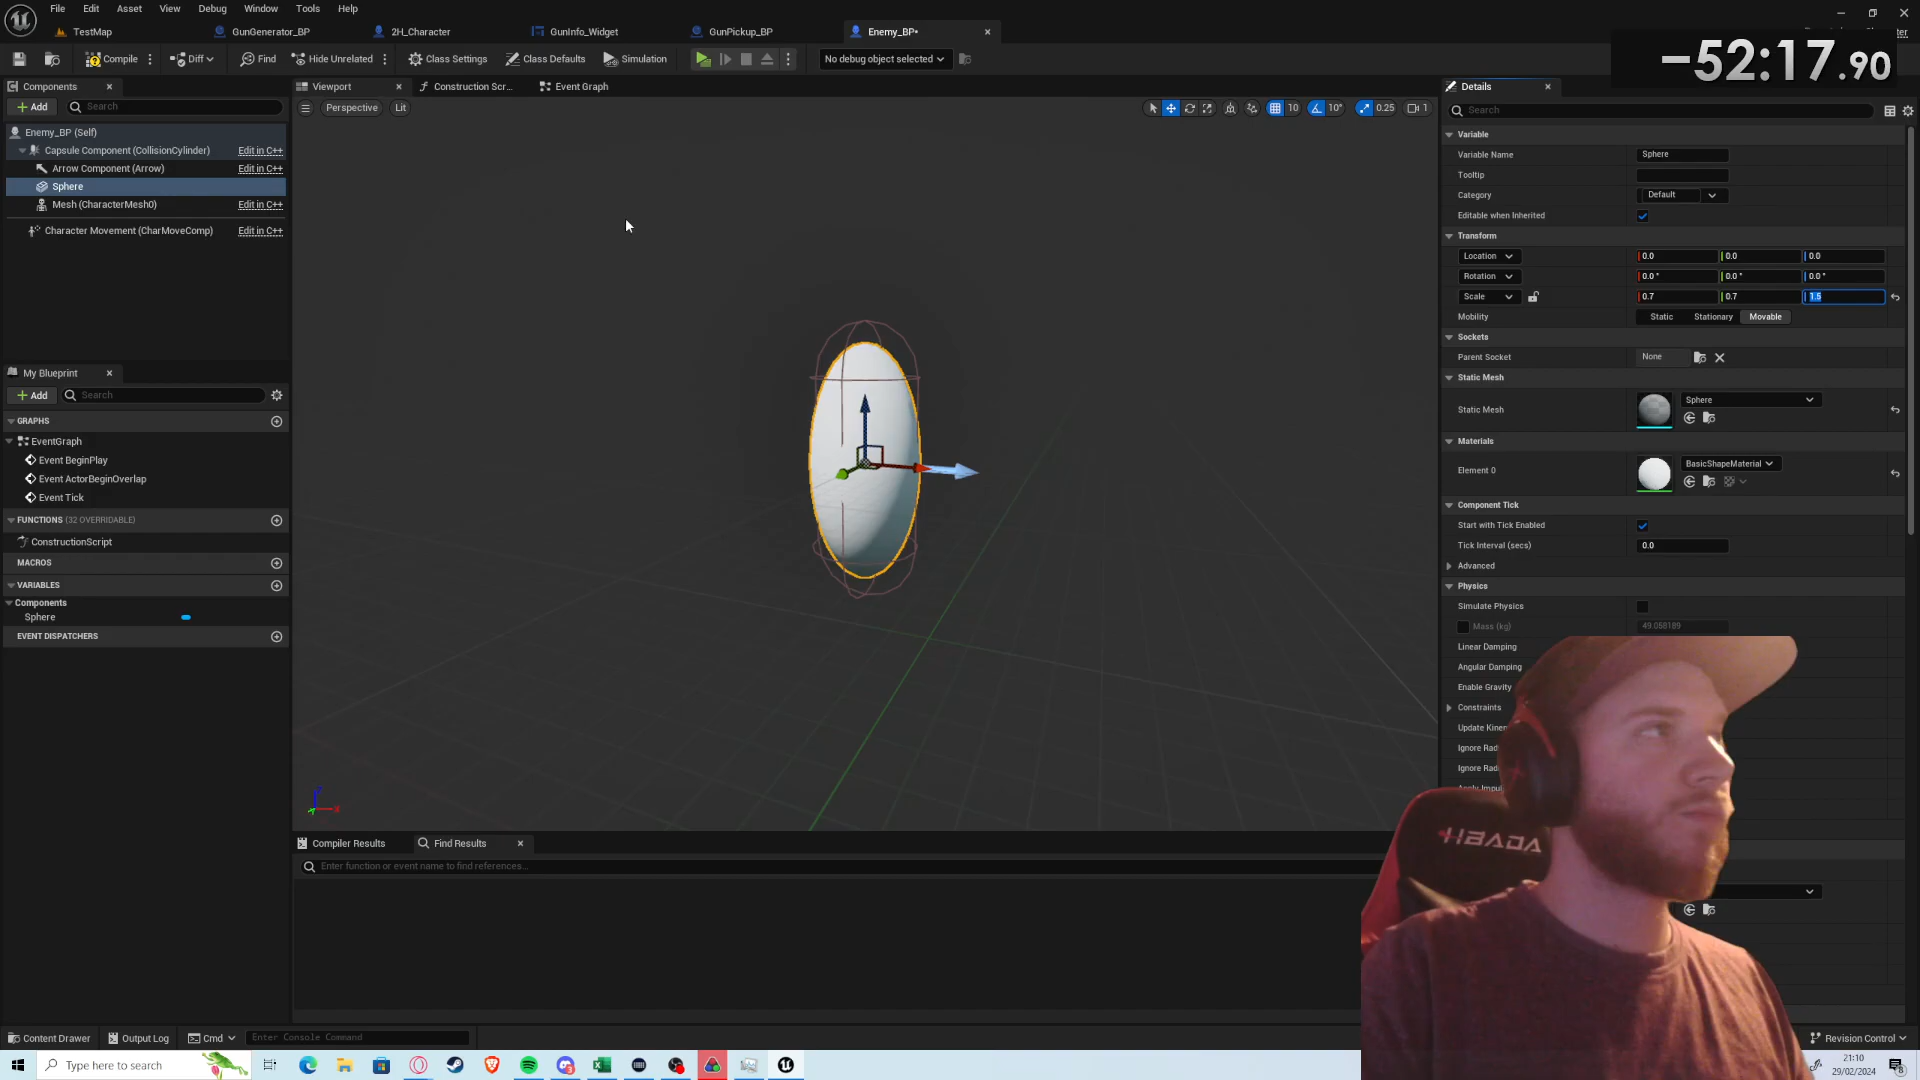 File Edit Asset View Debug Window Tools Help
TestMap GunGenerator_BP 2H_Character GunInfo_Widget GunPickup_BP Enemy_BP•
-52:17.90
Compile Diff Find Hide Unrelated Class Settings Class Defaults Simulation No debug object selected
Components
Viewport Construction Scr... Event Graph
Details
Add Search
Perspective Lit
10 10° 0.25 1
Search
Enemy_BP (Self)
Capsule Component (CollisionCylinder) Edit in C++
Arrow Component (Arrow) Edit in C++
Sphere
Mesh (CharacterMesh0) Edit in C++
Character Movement (CharMoveComp) Edit in C++
Variable
Variable Name Sphere
Tooltip
Category Default
Editable when Inherited
Transform
Location 0.0 0.0 0.0
Rotation 0.0 ° 0.0 ° 0.0 °
Scale 0.7 0.7 1.5
Mobility Static Stationary Movable
Sockets
Parent Socket None
Static Mesh
Static Mesh Sphere
Materials
Element 0 BasicShapeMaterial
Component Tick
Start with Tick Enabled
Tick Interval (secs) 0.0
Advanced
Physics
Simulate Physics
Mass (kg) 49.058189
Linear Damping
Angular Damping
Enable Gravity
Constraints
Update Kinem
Ignore Rad
Ignore Rad
Apply Impul
My Blueprint
Add Search
GRAPHS
EventGraph
Event BeginPlay
Event ActorBeginOverlap
Event Tick
FUNCTIONS (32 OVERRIDABLE)
ConstructionScript
MACROS
VARIABLES
Components
Sphere
EVENT DISPATCHERS
Compiler Results Find Results
Enter function or event name to find references...
HBADA
Content Drawer Output Log Cmd Enter Console Command
Revision Control
Type here to search
21:10
29/02/2024